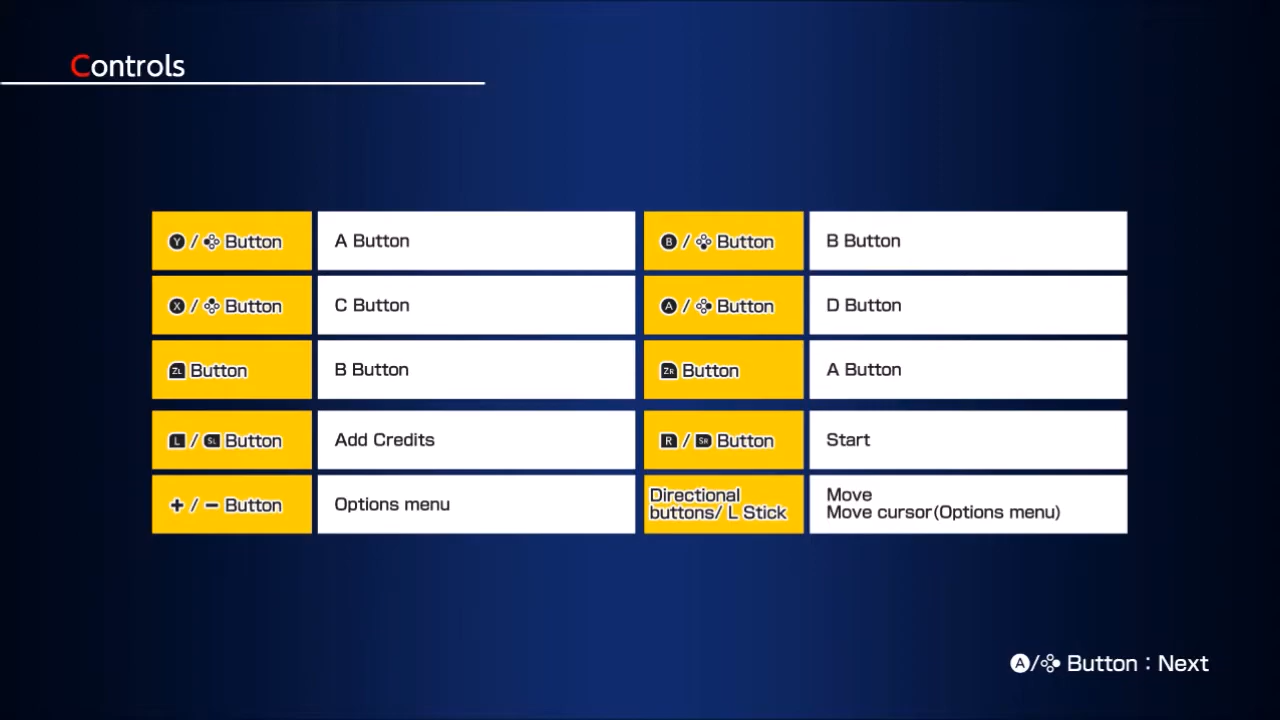 Controls
Y / Button A Button B / Button B Button
X / Button C Button A / Button D Button
ZL Button B Button ZR Button A Button
L / SL Button Add Credits R / SR Button Start
+ / − Button Options menu Directional buttons/ L Stick Move
Move cursor(Options menu)
A/ Button : Next